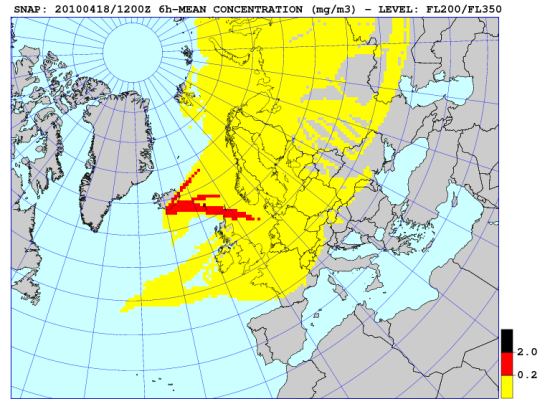 SNAP: 20100418/1200Z 6h-MEAN CONCENTRATION (mg/m3) - LEVEL: FL200/FL350
2.0
0.2